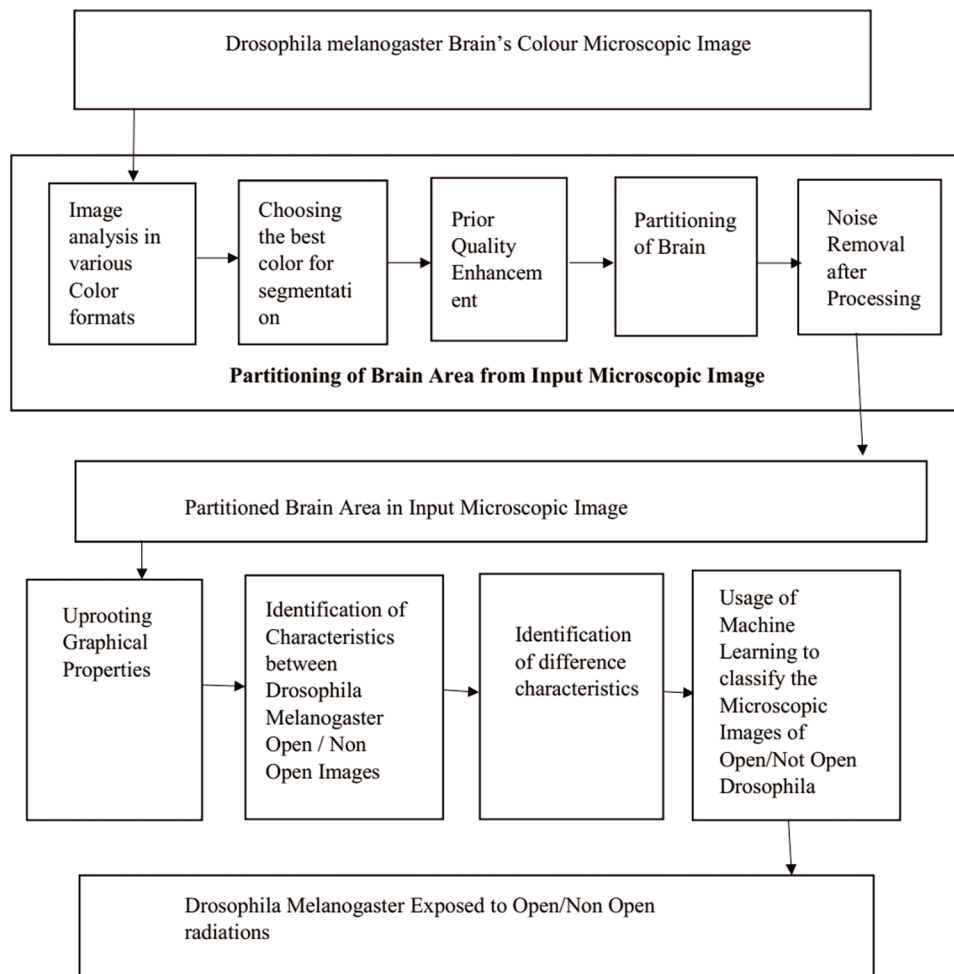 Drosophila melanogaster Brain’s Colour Microscopic Image
Image
analysis in
various
Color
formats
Choosing
the best
color for
segmentati
on
Prior
Quality
Enhancem
ent
Partitioning
of Brain
Noise
Removal
after
Processing
Partitioning of Brain Area from Input Microscopic Image
Partitioned Brain Area in Input Microscopic Image
Uprooting
Graphical
Properties
Identification of
Characteristics
between
Drosophila
Melanogaster
Open / Non
Open Images
Identification
of difference
characteristics
Usage of
Machine
Learning to
classify the
Microscopic
Images of
Open/Not Open
Drosophila
Drosophila Melanogaster Exposed to Open/Non Open
radiations